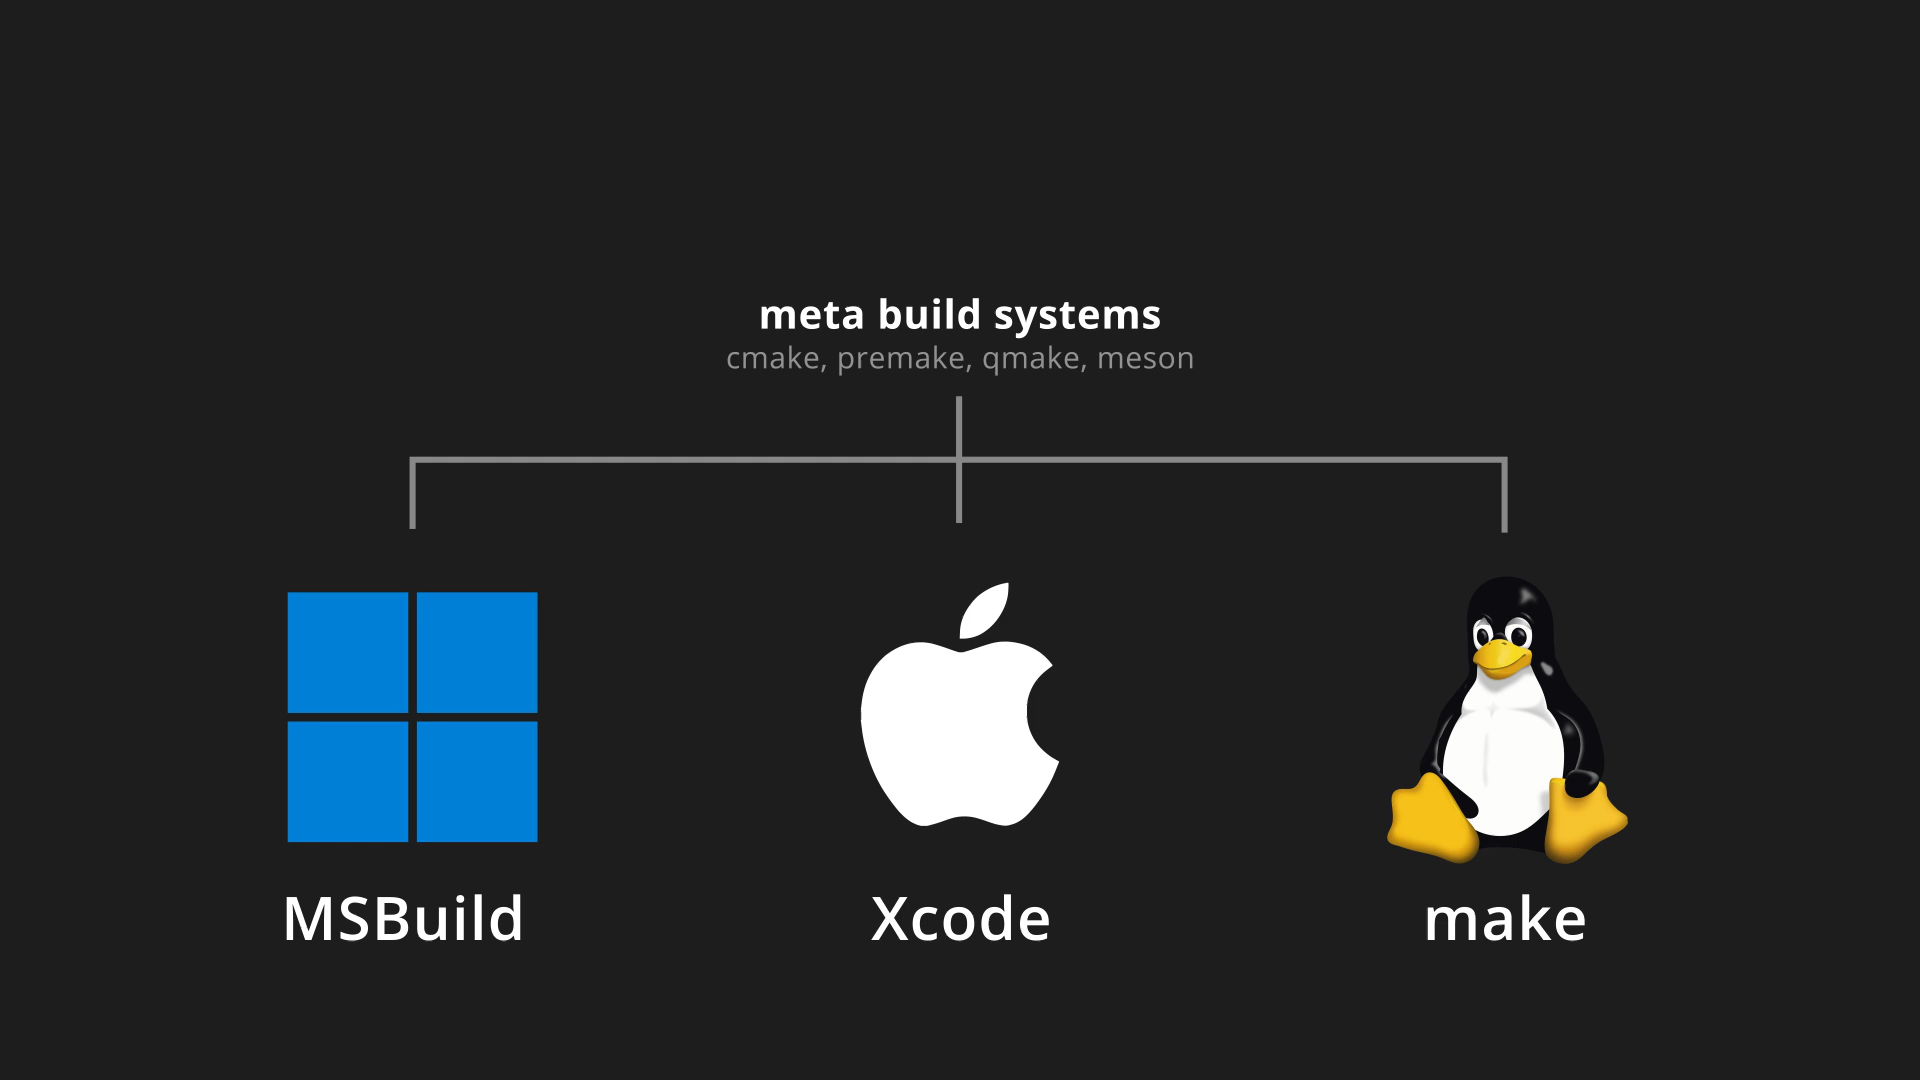 meta build systems
cmake, premake, qmake, meson
MSBuild
Xcode
make